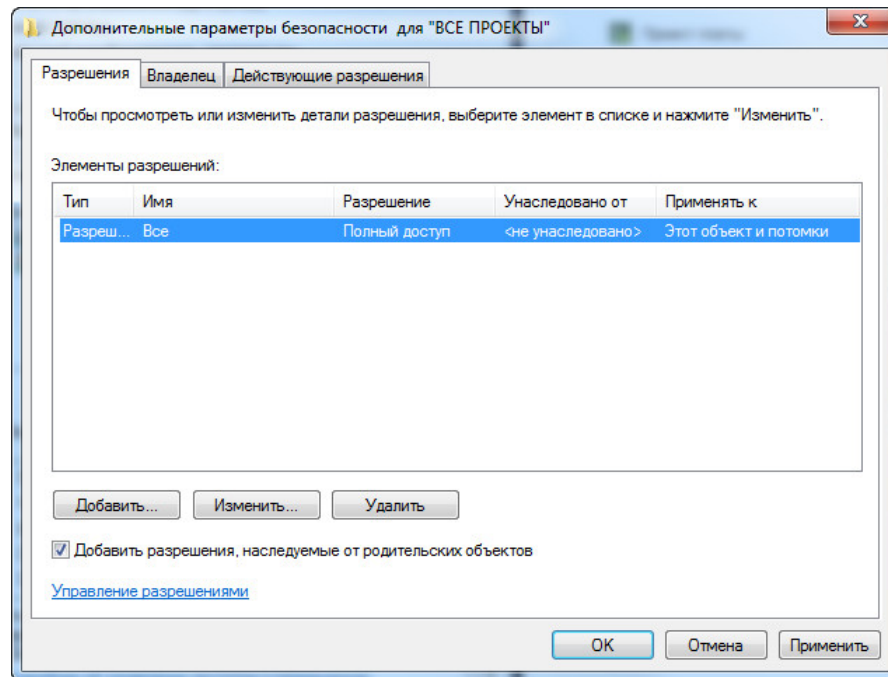 Дополнительные параметры безопасности для "ВСЕ ПРОЕКТЫ"
Разрешения Владелец Действующие разрешения
Чтобы просмотреть или изменить детали разрешения, выберите элемент в списке и нажмите "Изменить".
Элементы разрешений:
Тип Имя Разрешение Унаследовано от Применять к
Разреш... Все Полный доступ <не унаследовано> Этот объект и потомки
Добавить... Изменить... Удалить
Добавить разрешения, наследуемые от родительских объектов
Управление разрешениями
ОК Отмена Применить